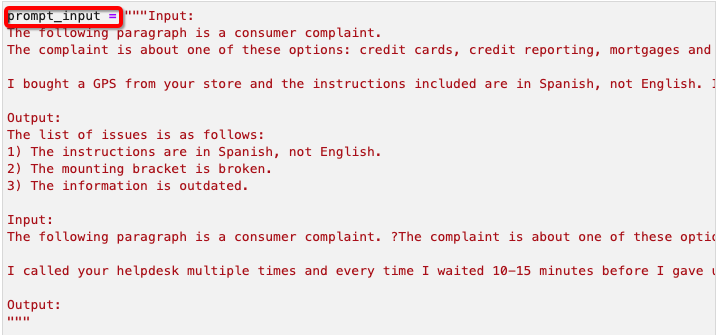 prompt_input = """Input:
The following paragraph is a consumer complaint.
The complaint is about one of these options: credit cards, credit reporting, mortgages and
I bought a GPS from your store and the instructions included are in Spanish, not English.
Output:
The list of issues is as follows:
1) The instructions are in Spanish, not English.
2) The mounting bracket is broken.
3) The information is outdated.
Input:
The following paragraph is a consumer complaint. ?The complaint is about one of these
I called your helpdesk multiple times and every time I waited 10-15 minutes before I gave
Output:
"""